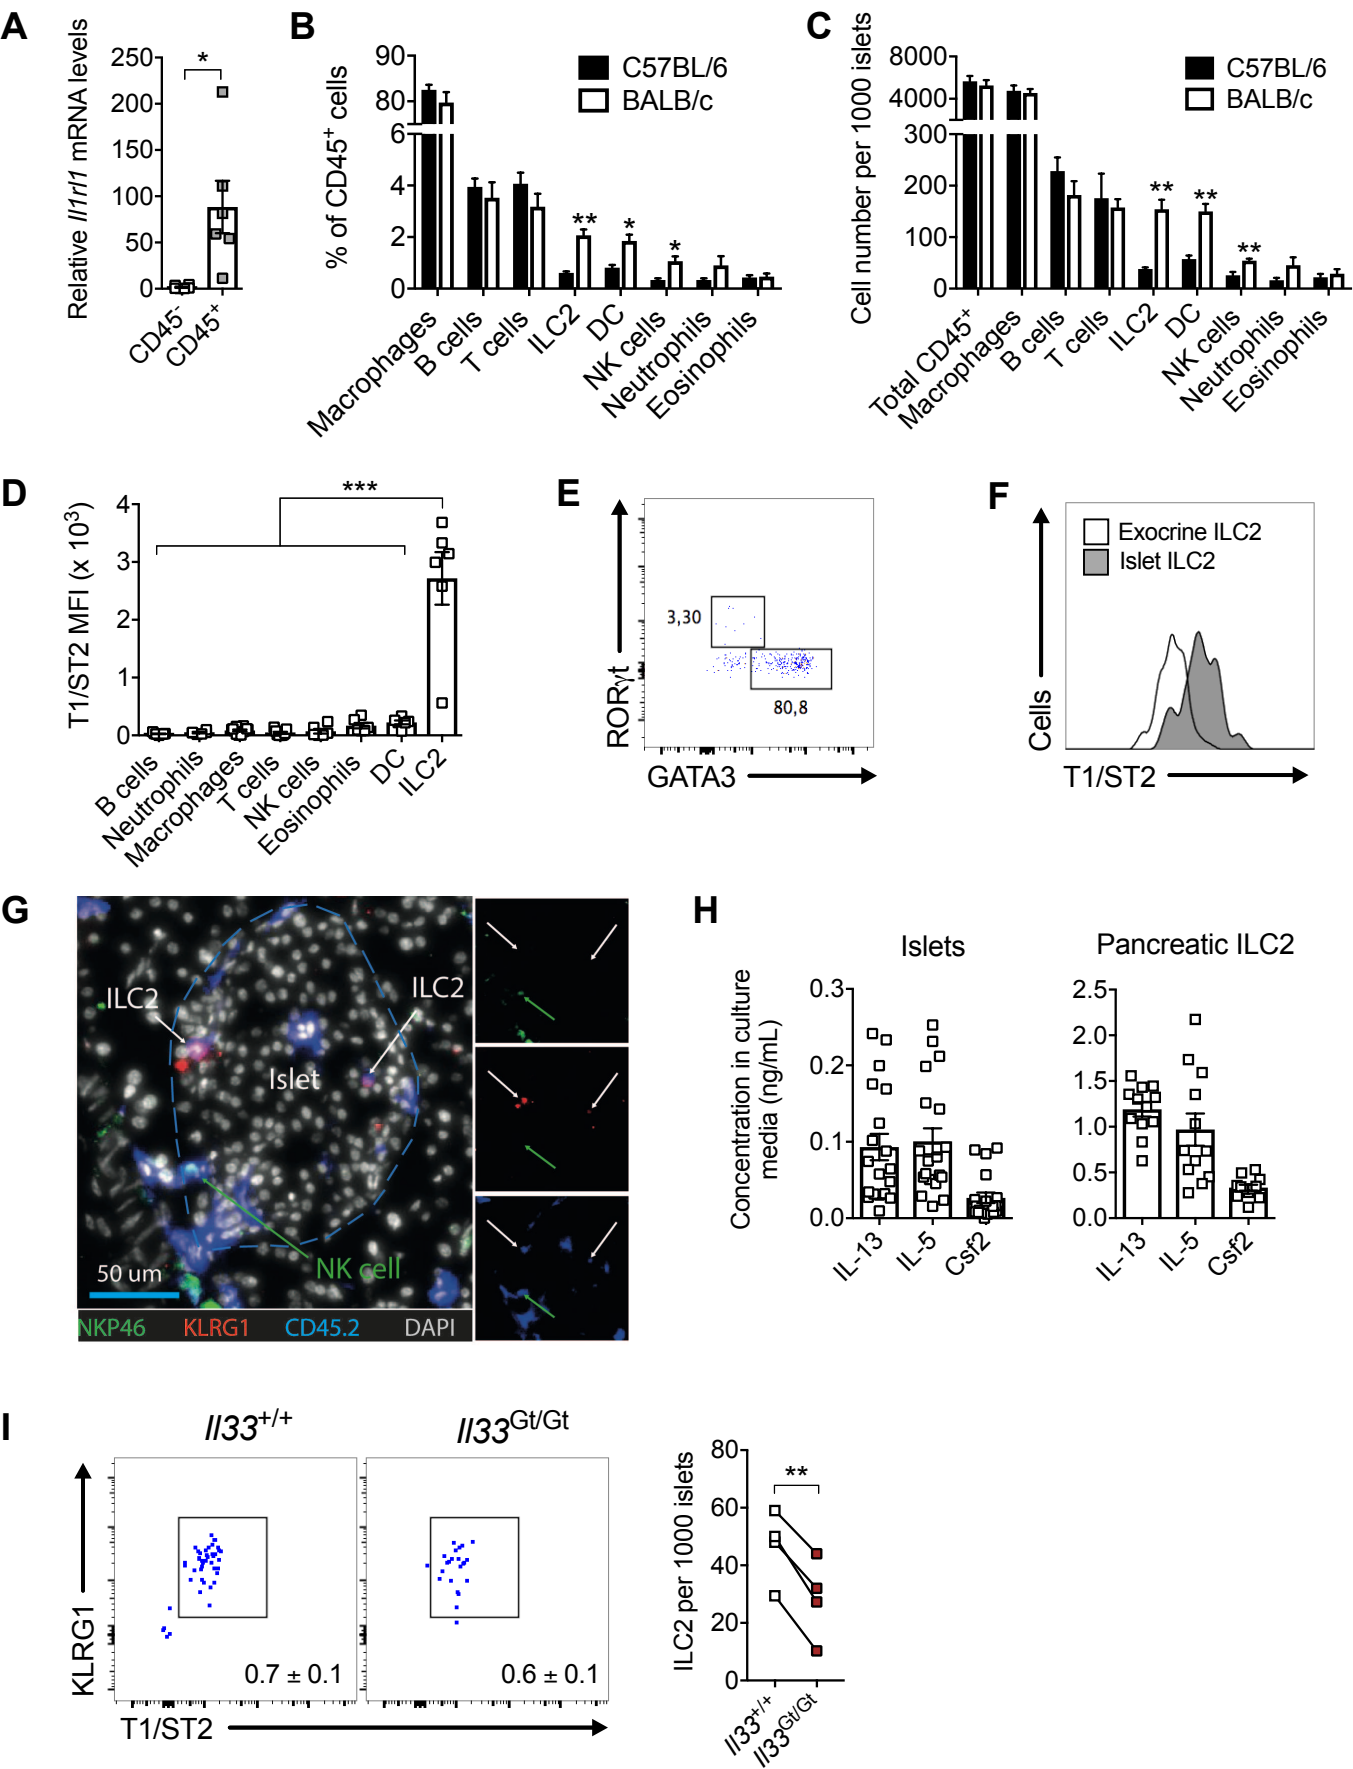 A
Relative Il1rl1 mRNA levels
250
200
150
100
50
0
*
CD45-
CD45+
B
% of CD45+ cells
90
80
6
4
2
0
C57BL/6
BALB/c
**
*
*
Macrophages
B cells
T cells
ILC2
DC
NK cells
Neutrophils
Eosinophils
C
Cell number per 1000 islets
8000
4000
300
200
100
0
C57BL/6
BALB/c
**
**
**
Total CD45+
Macrophages
B cells
T cells
ILC2
DC
NK cells
Neutrophils
Eosinophils
D
T1/ST2 MFI (x 10³)
4
3
2
1
0
***
B cells
Neutrophils
Macrophages
T cells
NK cells
Eosinophils
DC
ILC2
E
RORγt
3,30
80,8
GATA3
F
Cells
Exocrine ILC2
Islet ILC2
T1/ST2
G
ILC2
ILC2
Islet
NK cell
50 um
NKP46 KLRG1 CD45.2 DAPI
H
Concentration in culture
media (ng/mL)
Islets
0.3
0.2
0.1
0.0
IL-13
IL-5
Csf2
Pancreatic ILC2
2.5
2.0
1.5
1.0
0.5
0.0
IL-13
IL-5
Csf2
I
Il33+/+
Il33Gt/Gt
KLRG1
0.7 ± 0.1
0.6 ± 0.1
T1/ST2
ILC2 per 1000 islets
80
60
40
20
0
**
Il33+/+
Il33Gt/Gt